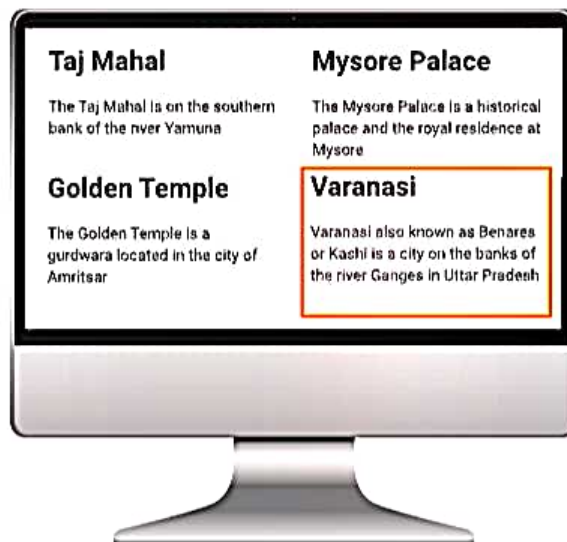 Taj Mahal
The Taj Mahal is on the southern
bank of the river Yamuna
Mysore Palace
The Mysore Palace is a historical
palace and the royal residence at
Mysore
Golden Temple
The Golden Temple is a
gurdwara located in the city of
Amritsar
Varanasi
Varanasi also known as Benares
or Kashi is a city on the banks of
the river Ganges in Uttar Pradesh